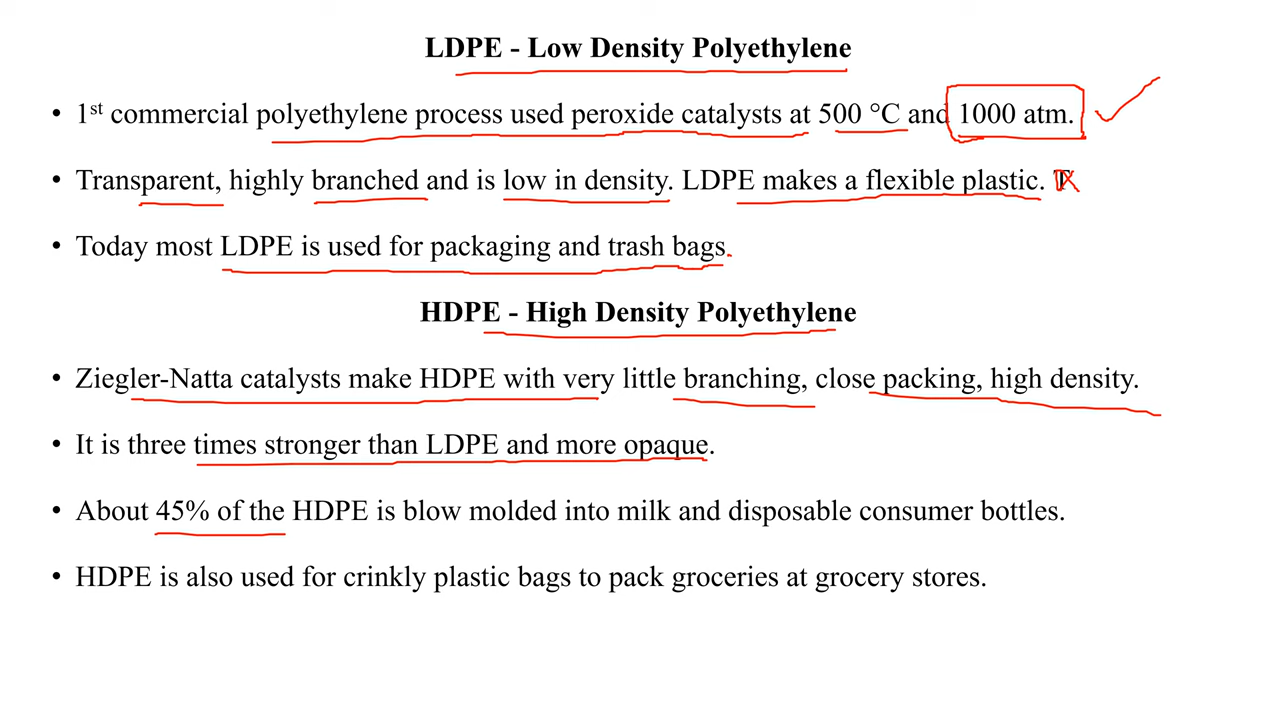 LDPE - Low Density Polyethylene
• 1st commercial polyethylene process used peroxide catalysts at 500 °C and 1000 atm.
• Transparent, highly branched and is low in density. LDPE makes a flexible plastic. T
• Today most LDPE is used for packaging and trash bags.
HDPE - High Density Polyethylene
• Ziegler-Natta catalysts make HDPE with very little branching, close packing, high density.
• It is three times stronger than LDPE and more opaque.
• About 45% of the HDPE is blow molded into milk and disposable consumer bottles.
• HDPE is also used for crinkly plastic bags to pack groceries at grocery stores.